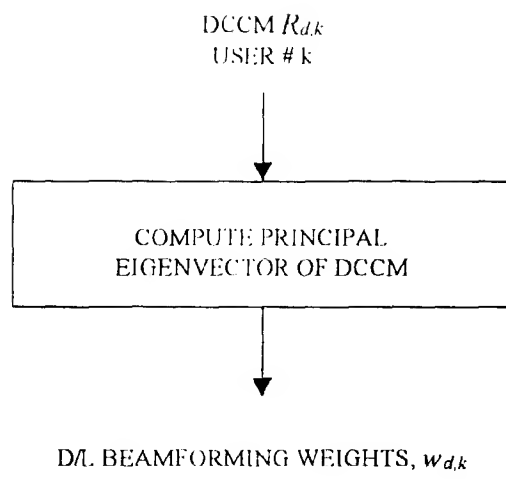 DCCM Rd,k
USER # k
COMPUTE PRINCIPAL
EIGENVECTOR OF DCCM
D/L BEAMFORMING WEIGHTS, wd,k